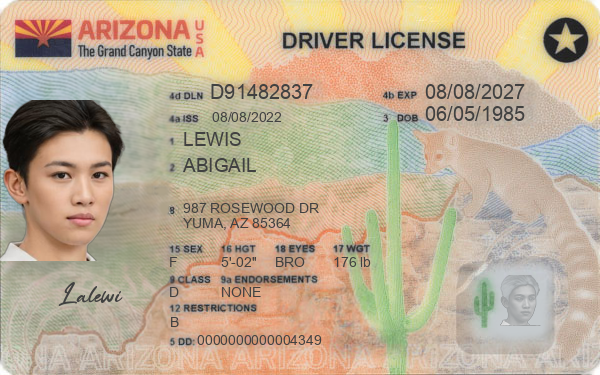 ARIZONA USA
The Grand Canyon State
DRIVER LICENSE
4d DLN D91482837
4b EXP 08/08/2027
4a ISS 08/08/2022
3 DOB 06/05/1985
1 LEWIS
2 ABIGAIL
8 987 ROSEWOOD DR
YUMA, AZ 85364
15 SEX 16 HGT 18 EYES 17 WGT
F 5'-02" BRO 176 lb
9 CLASS 9a ENDORSEMENTS
D NONE
12 RESTRICTIONS
B
5 DD: 0000000000004349
Lalewi
ARIZONA ARIZONA ARIZONA ARIZONA